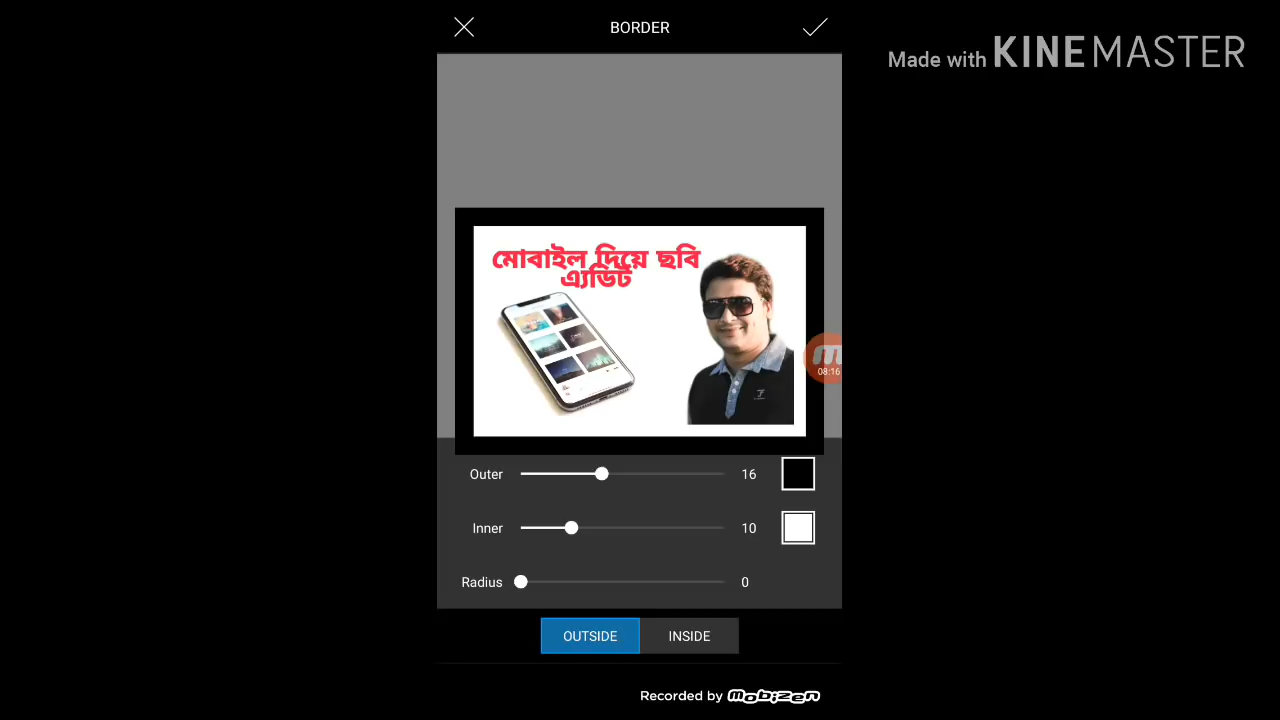 BORDER
Made with KINEMASTER
মোবাইল দিয়ে ছবি
এ্যডিট
08:16
Outer 16
Inner 10
Radius 0
OUTSIDE INSIDE
Recorded by mobizen